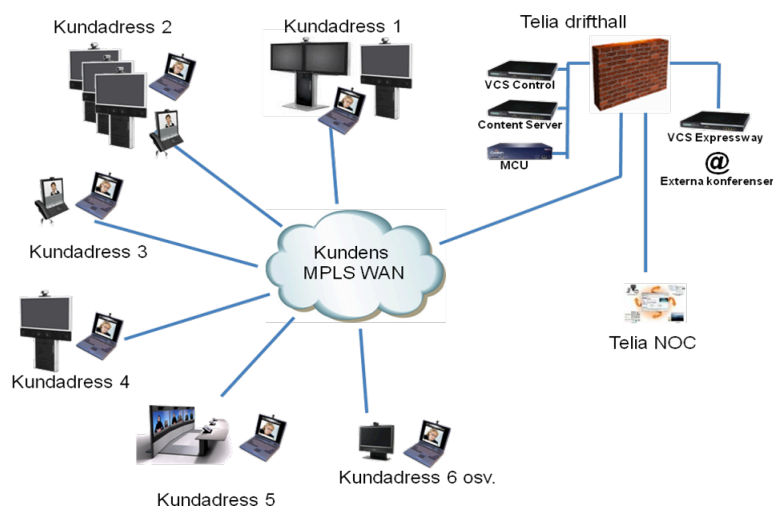 Kundadress 2
Kundadress 1
Telia drifthall
VCS Control
Content Server
MCU
VCS Expressway
@
Externa konferenser
Kundadress 3
Kundens
MPLS WAN
Telia NOC
Kundadress 4
Kundadress 5
Kundadress 6 osv.